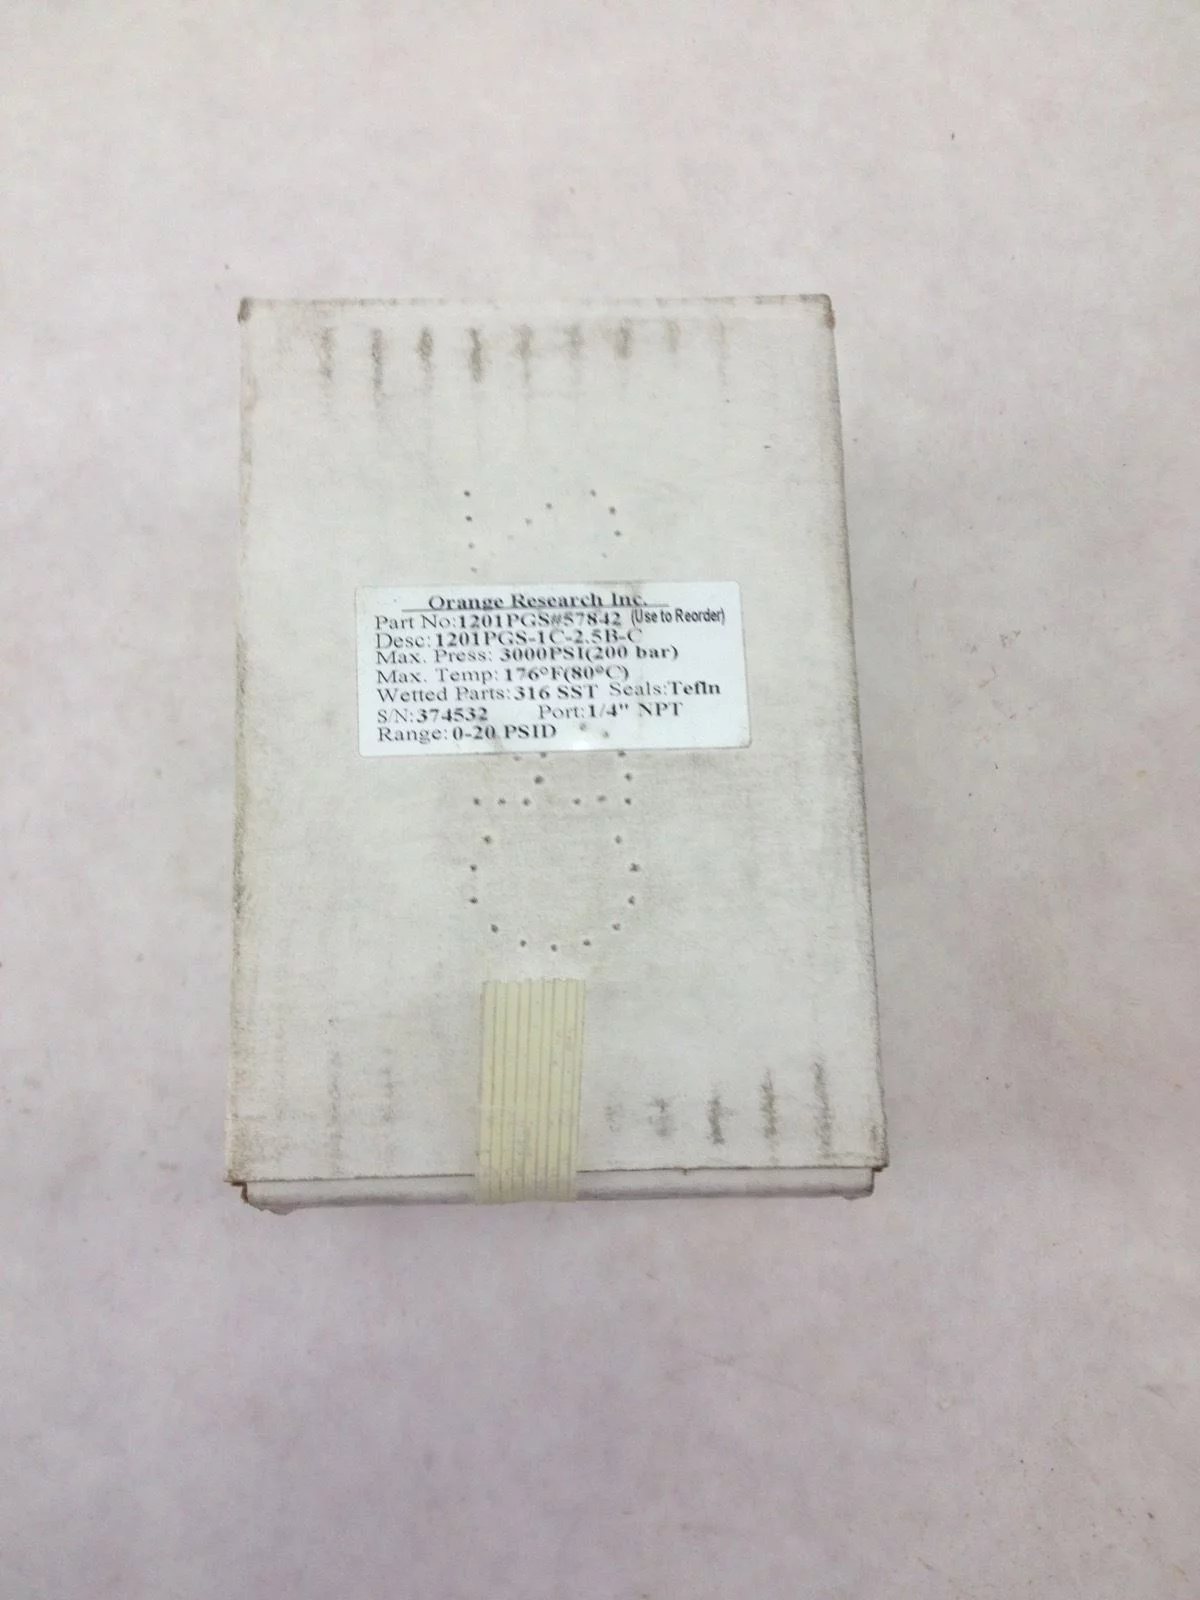 Orange Research Inc.
Part No:1201PGS#57842 (Use to Reorder)
Desc:1201PGS-1C-2.5B-C
Max. Press: 3000PSI(200 bar)
Max. Temp:176°F(80°C)
Wetted Parts:316 SST Seals:Tefln
S/N:374532 Port:1/4" NPT
Range:0-20 PSID